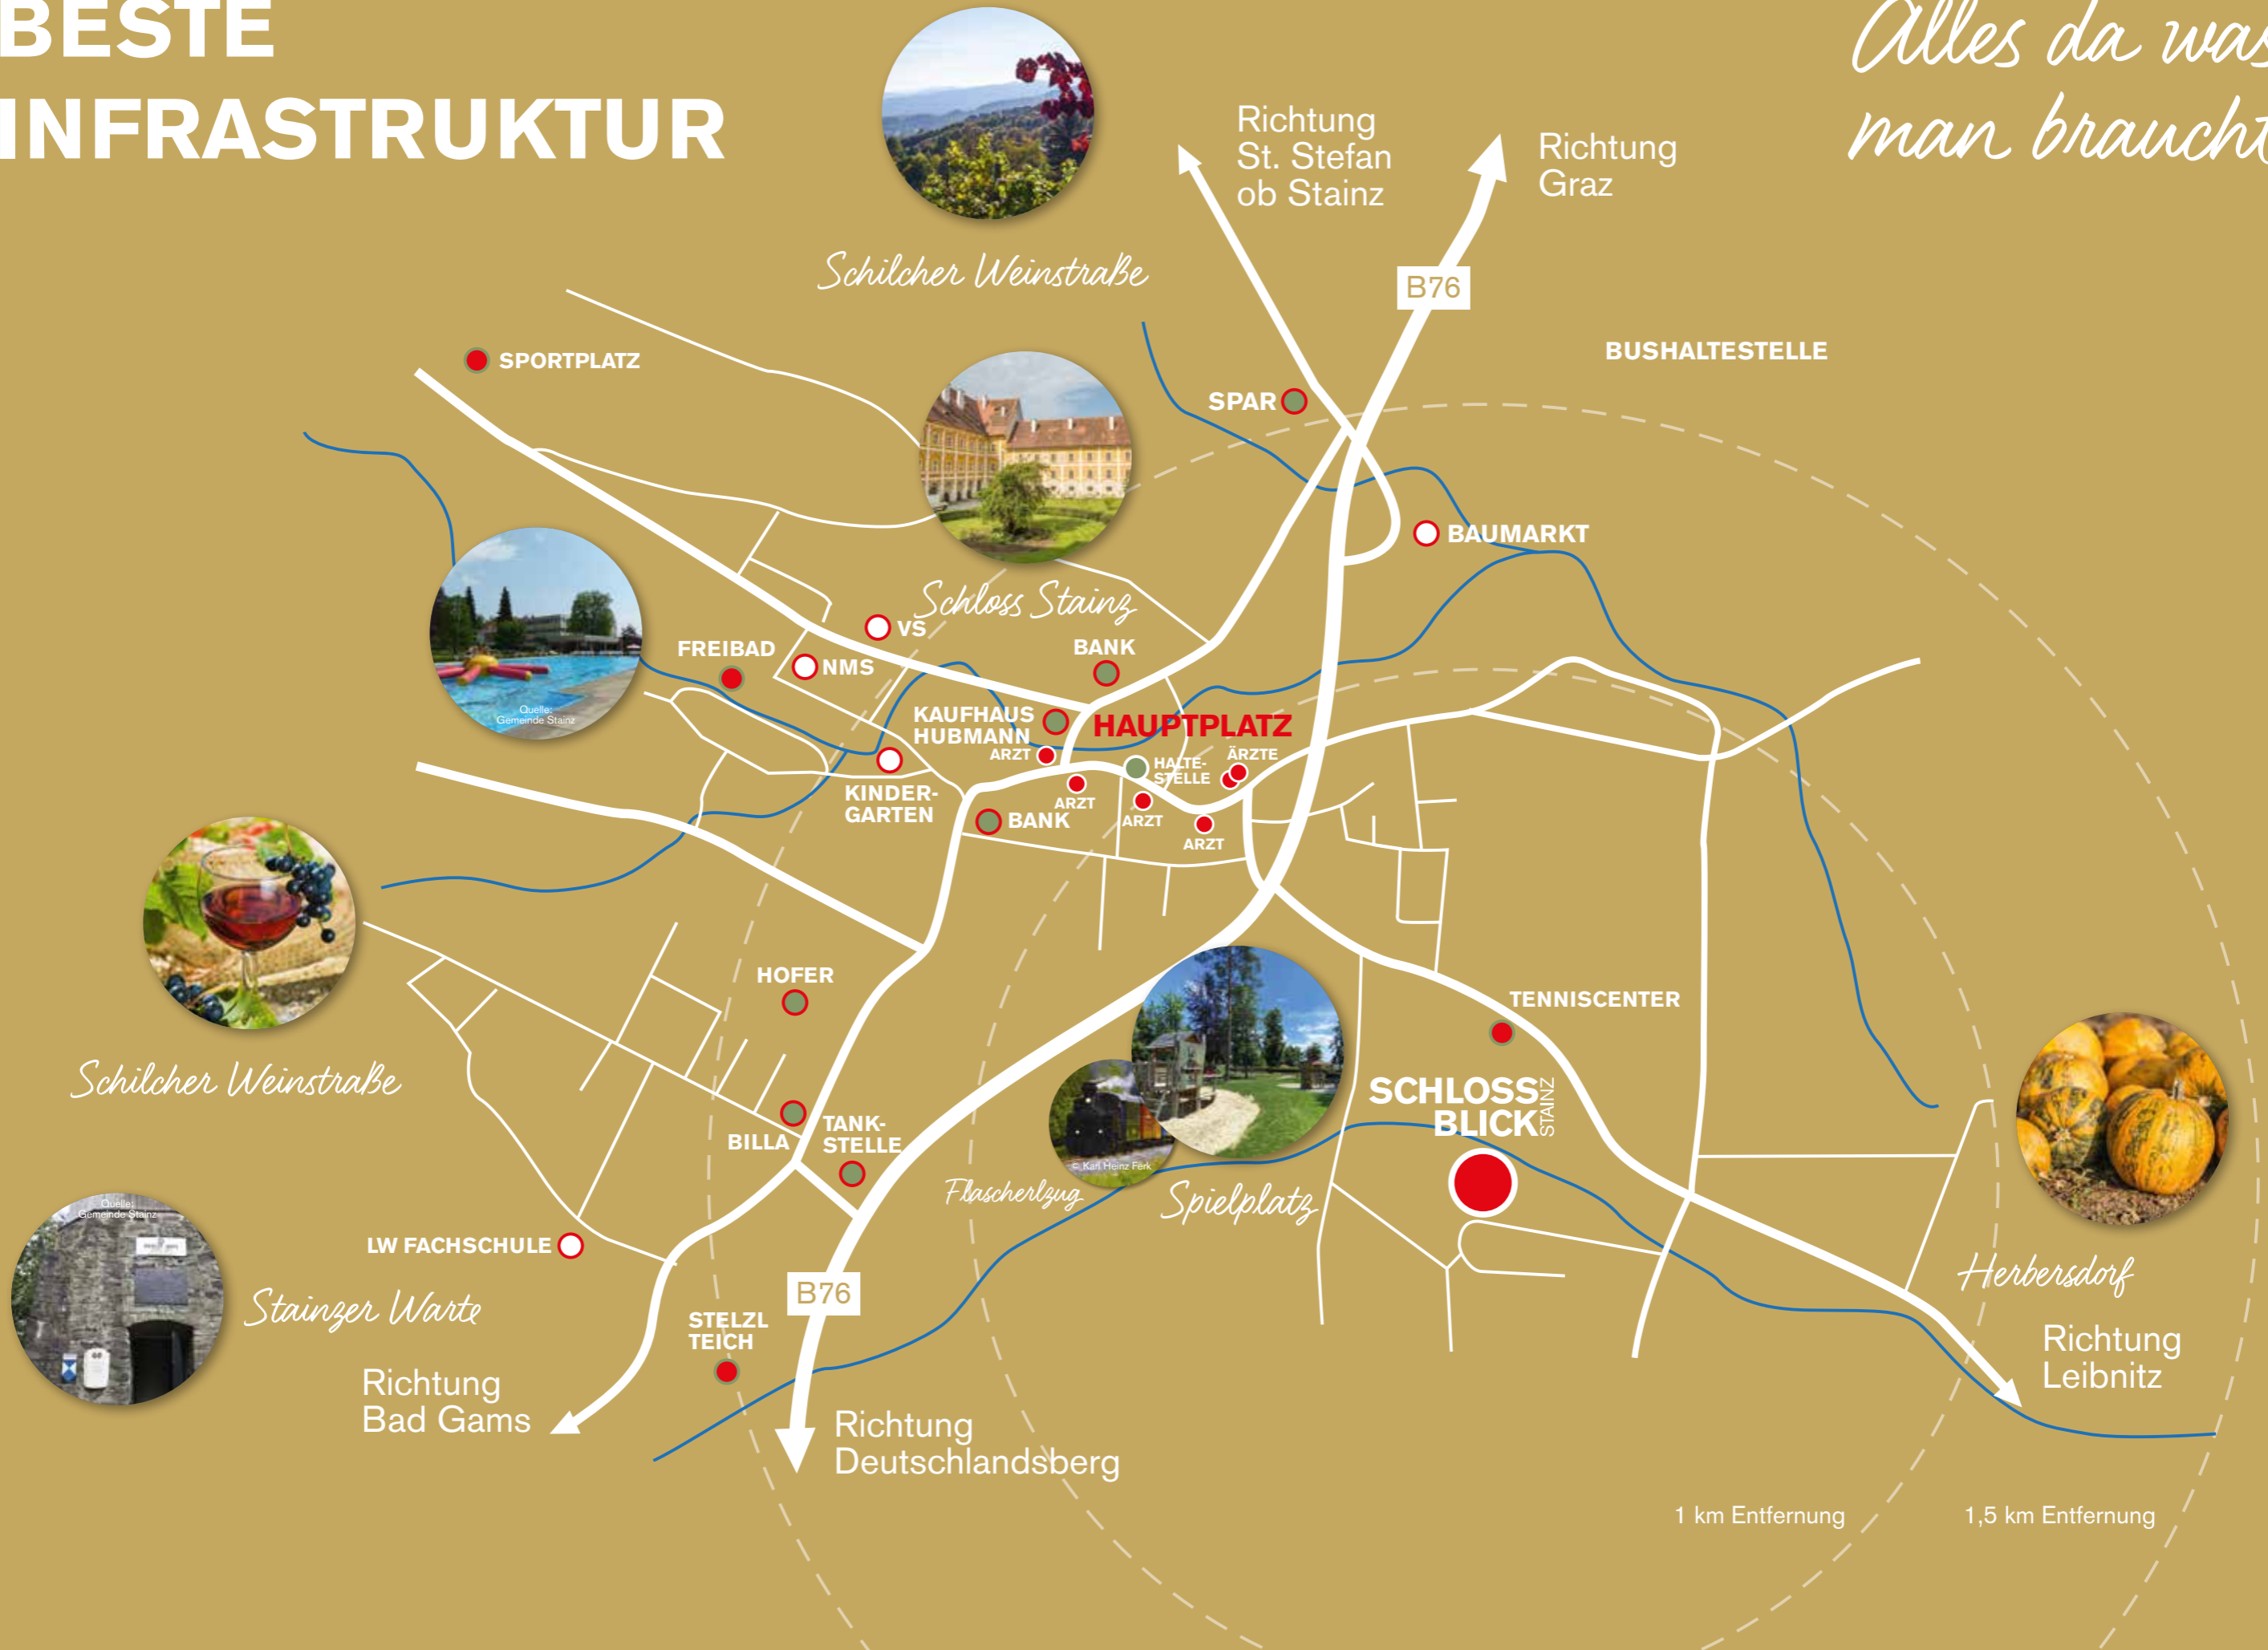 BESTE
INFRASTRUKTUR
Alles da was
man braucht
Richtung
St. Stefan
ob Stainz
Richtung
Graz
B76
Schilcher Weinstraße
BUSHALTESTELLE
SPORTPLATZ
SPAR
BAUMARKT
Schloss Stainz
VS
NMS
FREIBAD
BANK
Quelle:
Gemeinde Stainz
KAUFHAUS
HUBMANN
HAUPTPLATZ
ARZT
HALTE-
STELLE
ÄRZTE
KINDER-
GARTEN
ARZT
BANK
ARZT
ARZT
HOFER
TENNISCENTER
Schilcher Weinstraße
SCHLOSS
BLICK
STAINZ
BILLA
TANK-
STELLE
© Karl Heinz Ferk
Flascherlzug
Spielplatz
Quelle:
Gemeinde Stainz
LW FACHSCHULE
Stainzer Warte
B76
STELZL
TEICH
Herbersdorf
Richtung
Leibnitz
Richtung
Bad Gams
Richtung
Deutschlandsberg
1 km Entfernung
1,5 km Entfernung